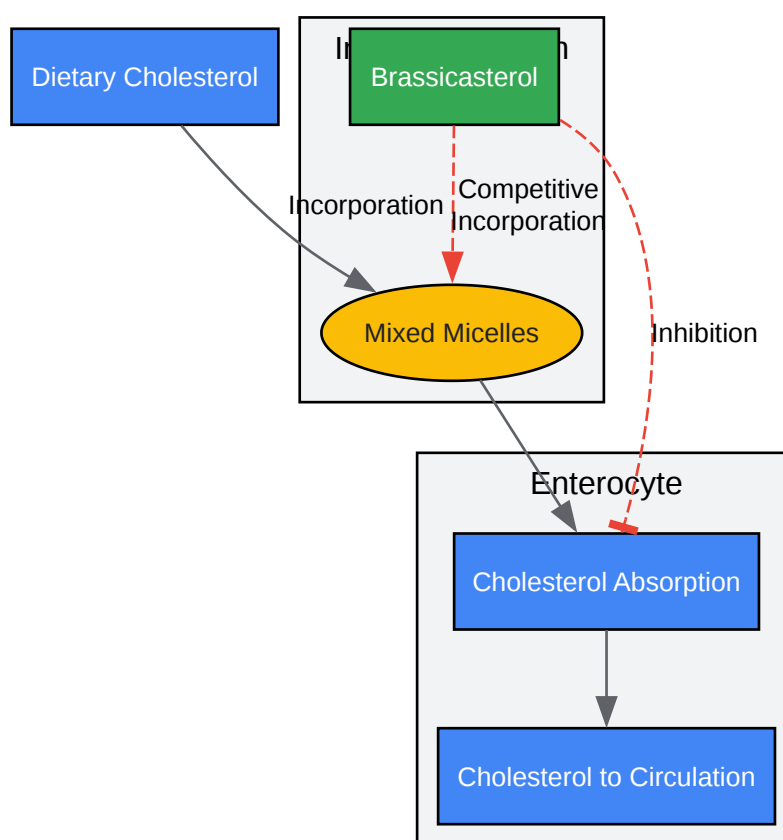 Dietary Cholesterol
Brassicasterol
Incorporation
Competitive
Incorporation
Mixed Micelles
Inhibition
Enterocyte
Cholesterol Absorption
Cholesterol to Circulation